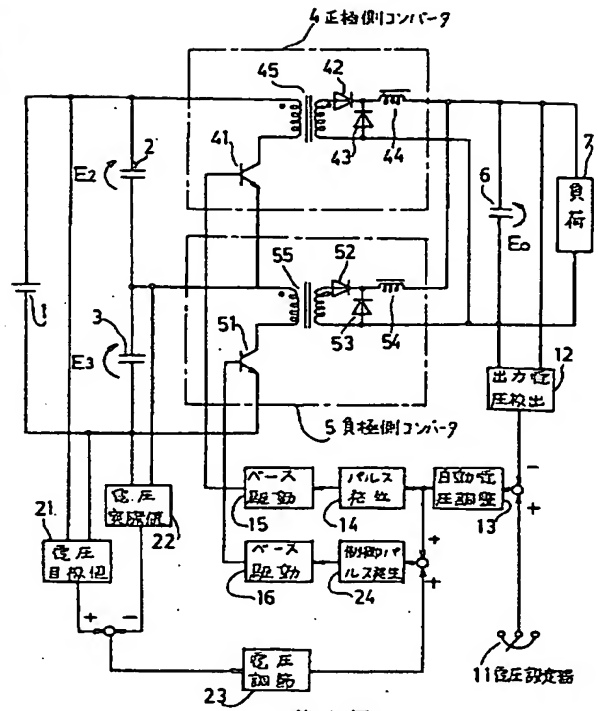 4 正極側コンバータ
45
42
2
43
44
41
E2
6
7
負荷
E0
55
52
1
3
53
54
51
E3
5 負極側コンバータ
出力電
圧検出
12
電圧
実際値
22
ベース
駆動
15
パルス
発生
14
自動電
圧調整
13
21
電圧
目標値
ベース
駆動
16
制御パ
ルス発生
24
+
+
-
+
+
-
電圧
調節
23
11 電圧設定器